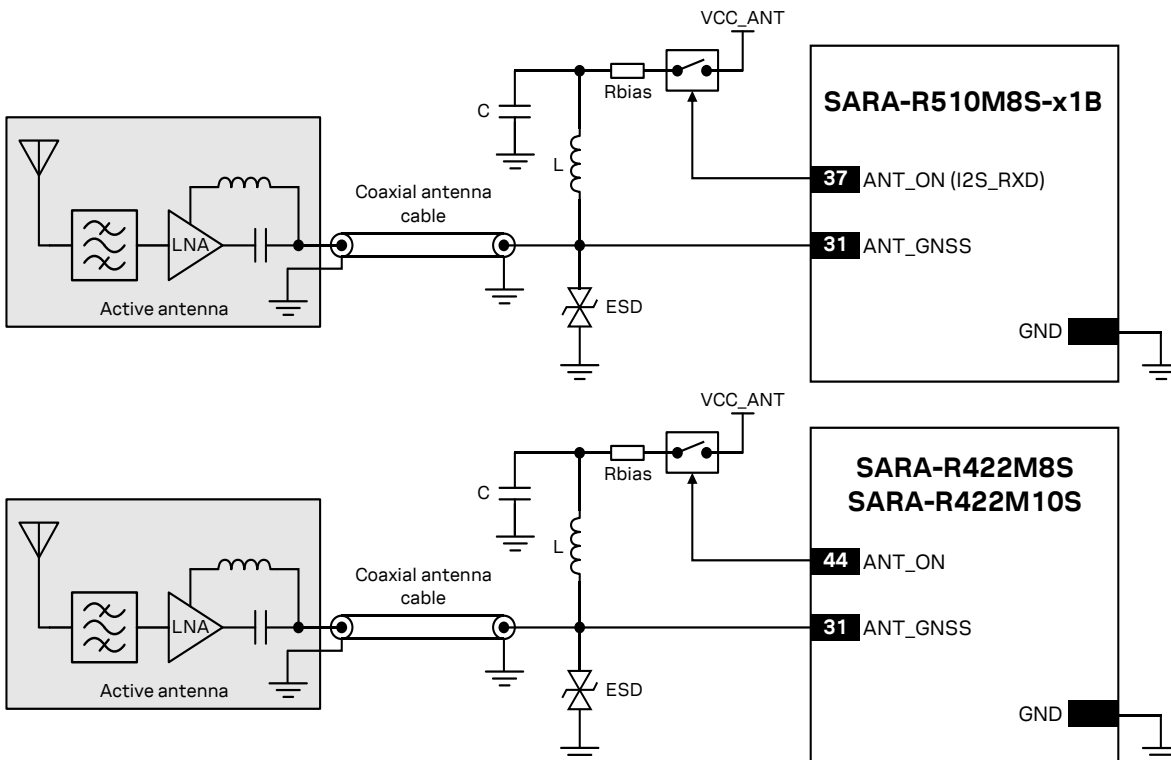 VCC_ANT
Rbias
C
SARA-R510M8S-x1B
L
37 ANT_ON (I2S_RXD)
Coaxial antenna
cable
LNA
31 ANT_GNSS
Active antenna
ESD
GND
VCC_ANT
Rbias
C
SARA-R422M8S
SARA-R422M10S
L
44 ANT_ON
Coaxial antenna
cable
LNA
31 ANT_GNSS
Active antenna
ESD
GND